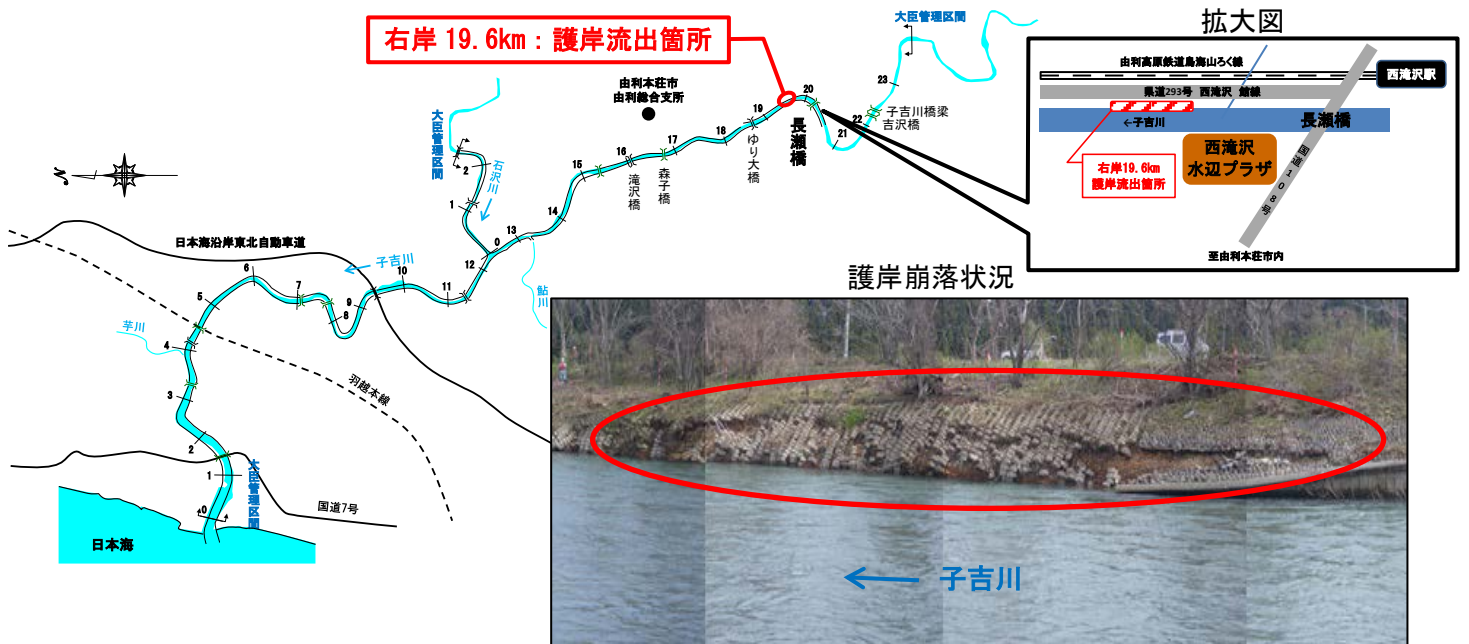 右岸 19.6km：護岸流出箇所
大臣管理区間
拡大図
由利高原鉄道鳥海山ろく線
西滝沢駅
県道293号 西滝沢 館線
←子吉川
長瀬橋
西滝沢
水辺プラザ
右岸19.6km
護岸流出箇所
国道108号
至由利本荘市内
由利本荘市
由利総合支所
大臣管理区間
23
22
21
20
19
18
17
16
15
14
13
12
11
10
9
8
7
6
5
4
3
2
1
0
子吉川橋梁
吉沢橋
長瀬橋
ゆり大橋
森子橋
滝沢橋
石沢川
2
1
0
鮎川
N
日本海沿岸東北自動車道
子吉川
芋川
羽越本線
大臣管理区間
国道7号
日本海
護岸崩落状況
子吉川